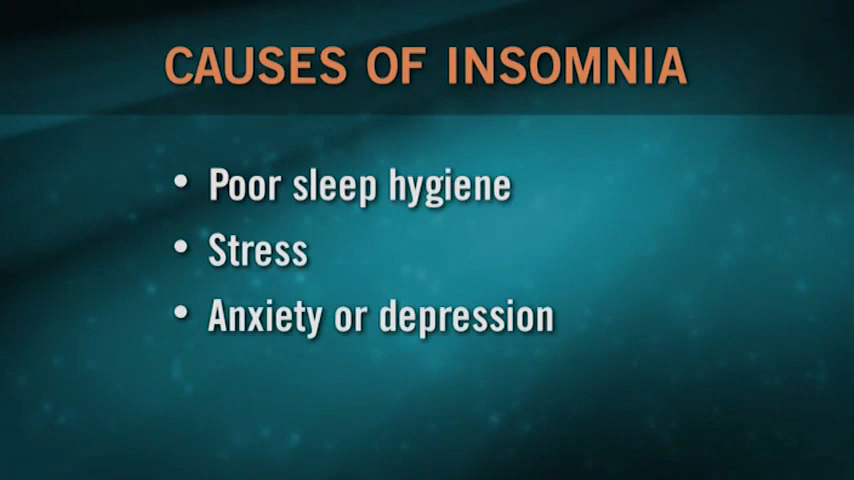 CAUSES OF INSOMNIA
• Poor sleep hygiene
• Stress
• Anxiety or depression